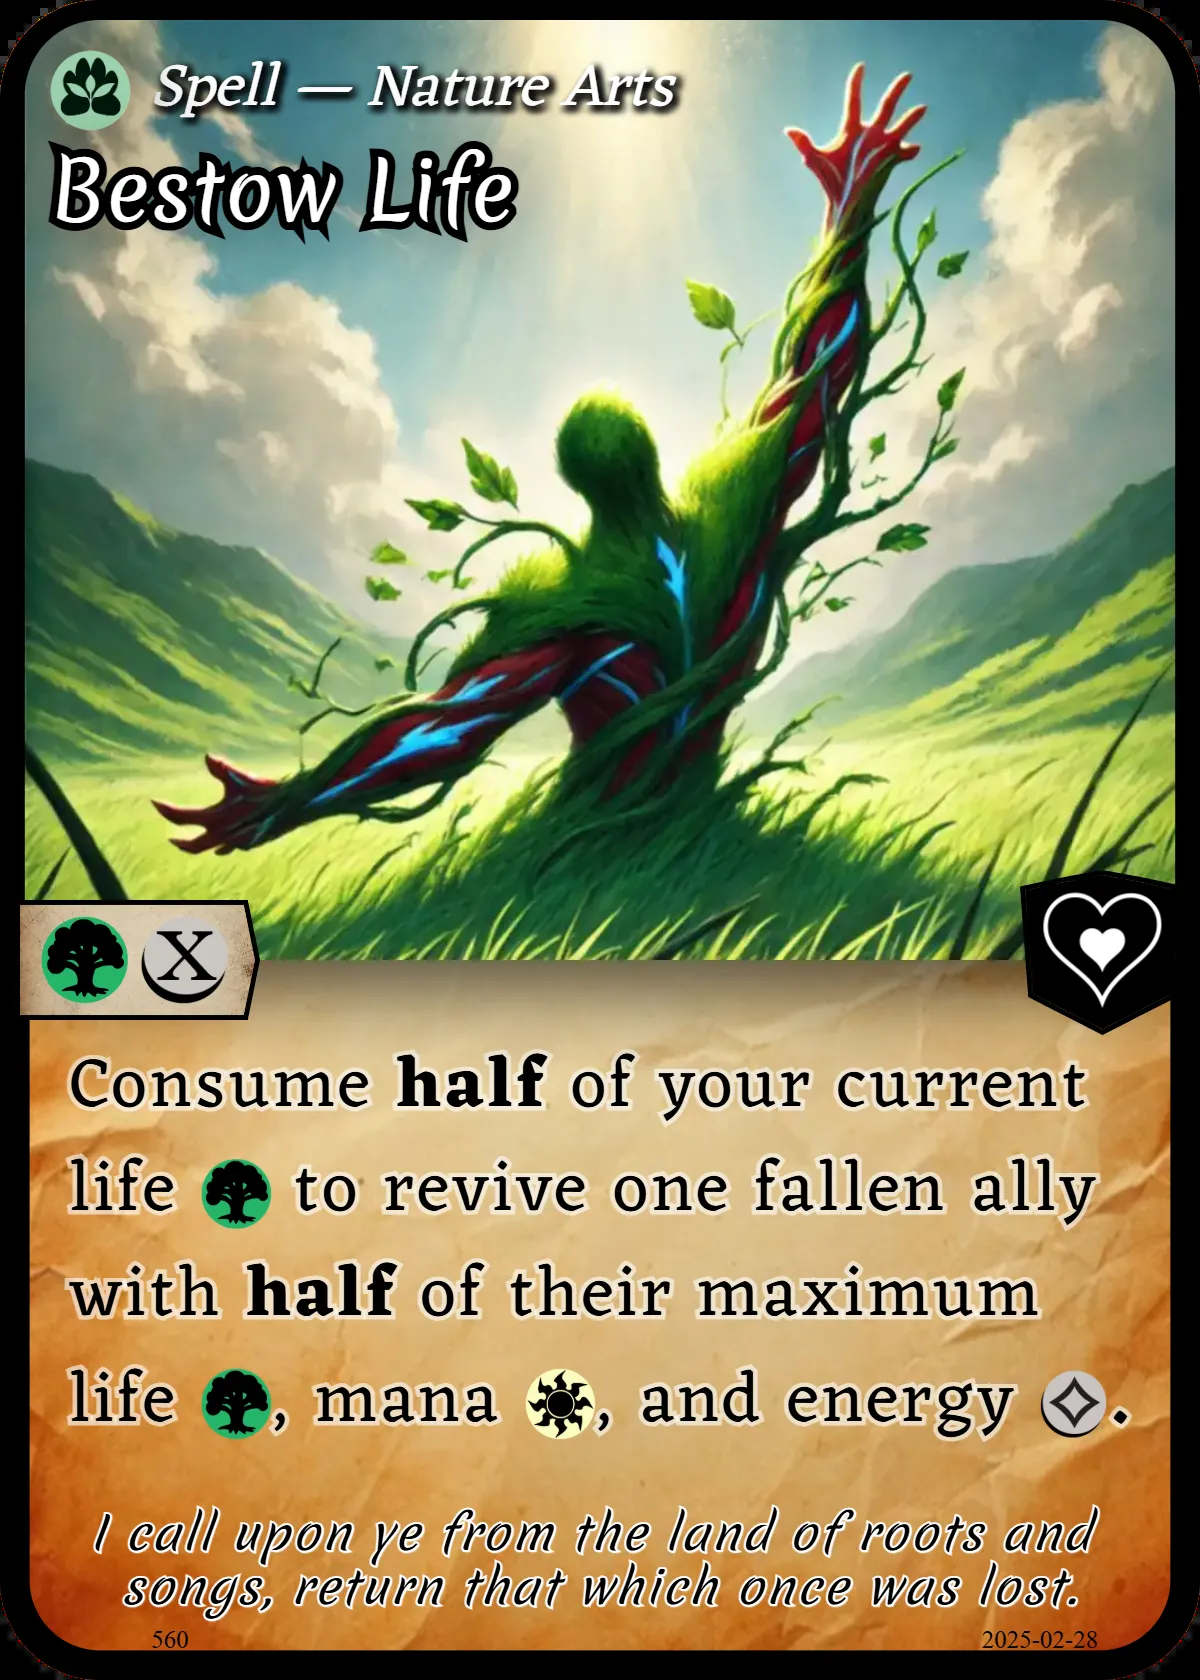 Spell — Nature Arts
Bestow Life
X
Consume half of your current
life to revive one fallen ally
with half of their maximum
life , mana , and energy .
I call upon ye from the land of roots and
songs, return that which once was lost.
560 2025-02-28